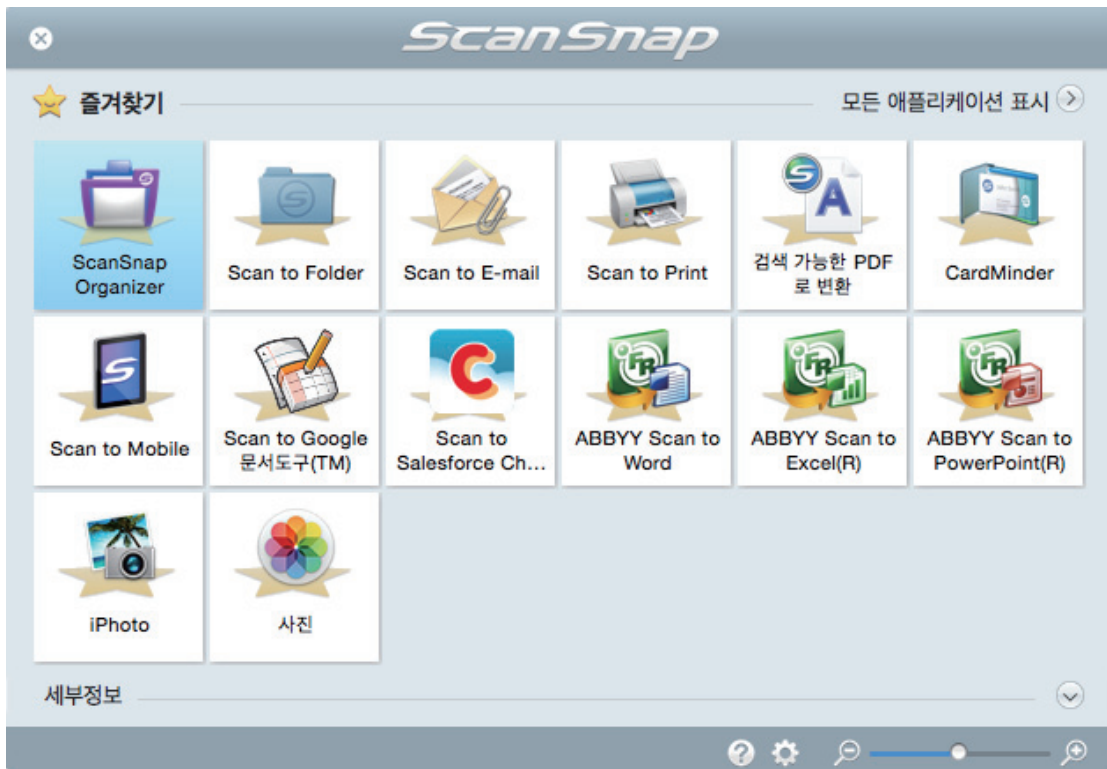 ScanSnap
즐겨찾기
모든 애플리케이션 표시
ScanSnap
Organizer
Scan to Folder
Scan to E-mail
Scan to Print
검색 가능한 PDF
로 변환
CardMinder
Scan to Mobile
Scan to Google
문서도구(TM)
Scan to
Salesforce Ch...
ABBYY Scan to
Word
ABBYY Scan to
Excel(R)
ABBYY Scan to
PowerPoint(R)
iPhoto
사진
세부정보